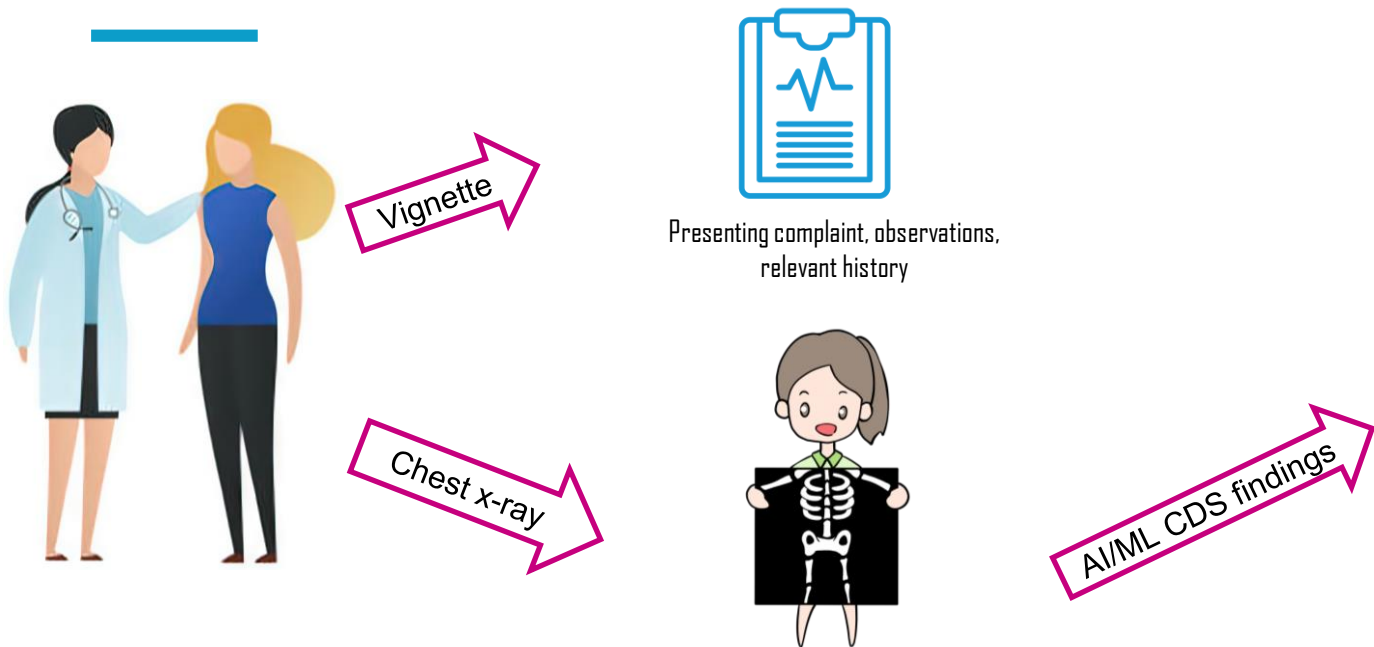 Vignette
Presenting complaint, observations,
relevant history
Chest x-ray
AI/ML CDS findings